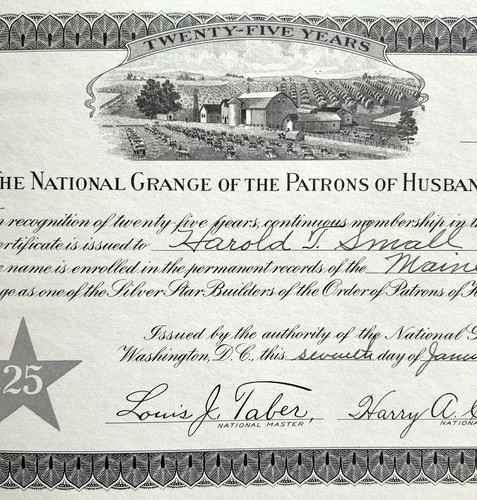 TWENTY-FIVE YEARS
THE NATIONAL GRANGE OF THE PATRONS OF HUSBAN
n recognition of twenty five years, continuous membership in th
ertificate is issued to Harold T. Small
e name is enrolled in the permanent records of the Maine
ge as one of the Silver Star Builders of the Order of Patrons of H
Issued by the authority of the National G
Washington, D.C., this seventh day of Janu
25
Louis J. Taber, Harry A. C
NATIONAL MASTER NATIONA